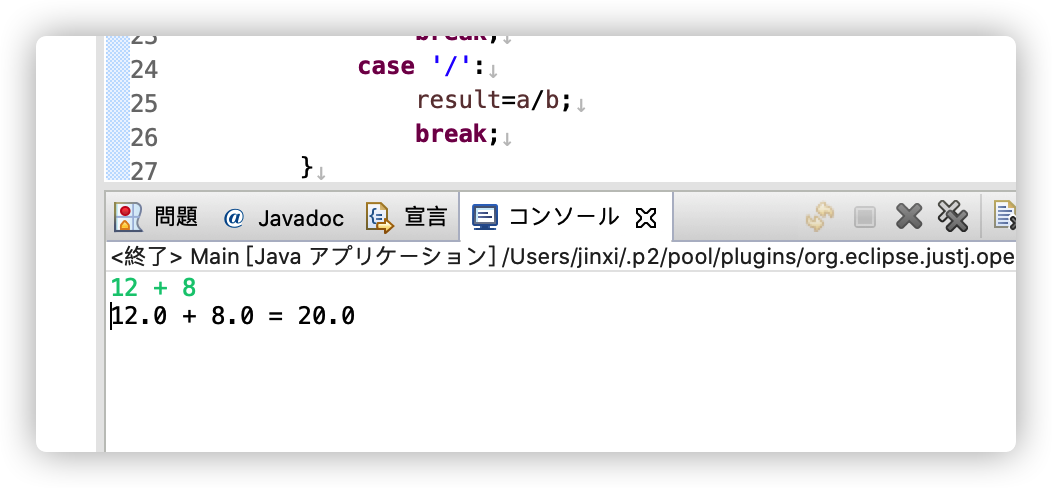 23 break;↓
24 case '/':↓
25 result=a/b;↓
26 break;↓
27 }↓
問題 @ Javadoc 宣言 コンソール
<終了> Main [Java アプリケーション] /Users/jinxi/.p2/pool/plugins/org.eclipse.justj.ope
12 + 8
12.0 + 8.0 = 20.0